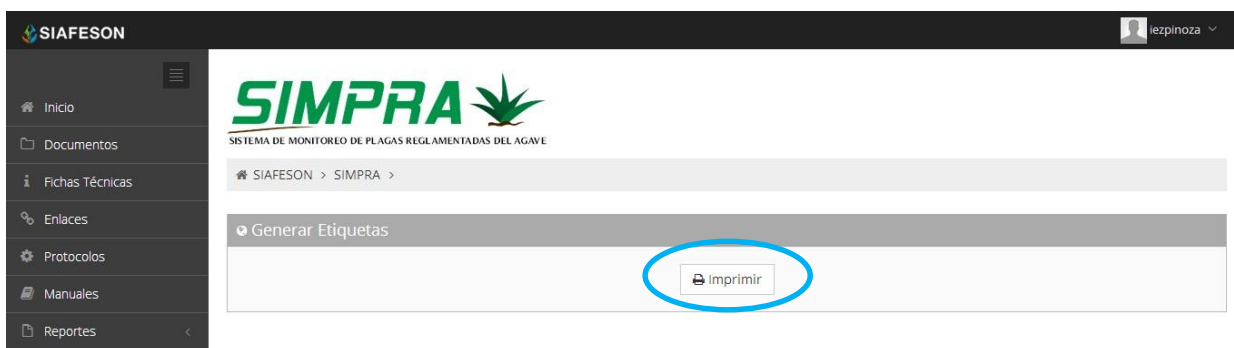 SIAFESON
iezpinoza
Inicio
Documentos
Fichas Técnicas
Enlaces
Protocolos
Manuales
Reportes
SIMPRA
SISTEMA DE MONITOREO DE PLAGAS REGLAMENTADAS DEL AGAVE
SIAFESON > SIMPRA >
Generar Etiquetas
Imprimir